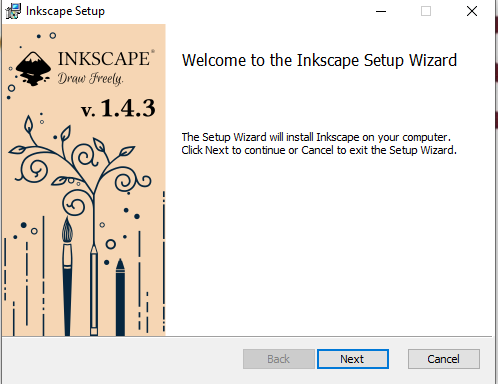 Inkscape Setup
INKSCAPE®
Draw Freely.
v. 1.4.3
Welcome to the Inkscape Setup Wizard
The Setup Wizard will install Inkscape on your computer.
Click Next to continue or Cancel to exit the Setup Wizard.
Back Next Cancel